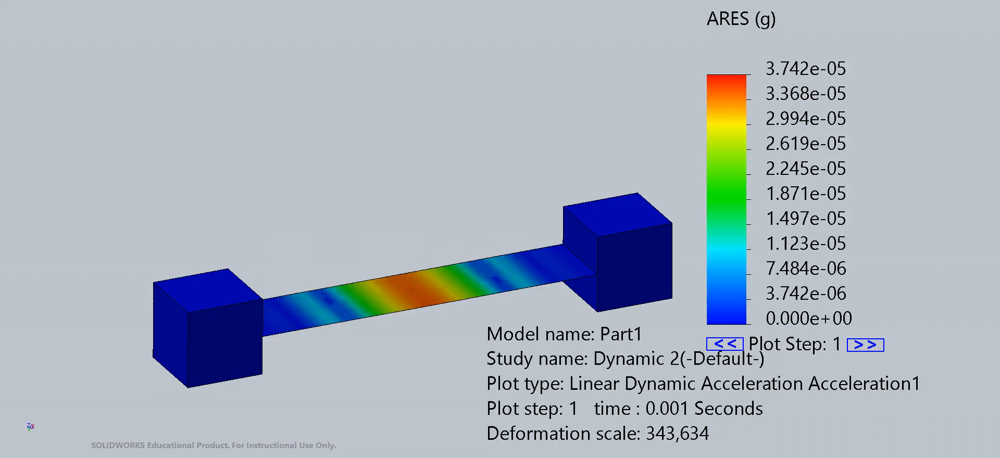 ARES (g)
3.742e-05
3.368e-05
2.994e-05
2.619e-05
2.245e-05
1.871e-05
1.497e-05
1.123e-05
7.484e-06
3.742e-06
0.000e+00
<< Plot Step: 1 >>
Model name: Part1
Study name: Dynamic 2(-Default-)
Plot type: Linear Dynamic Acceleration Acceleration1
Plot step: 1 time : 0.001 Seconds
Deformation scale: 343,634
SOLIDWORKS Educational Product. For Instructional Use Only.